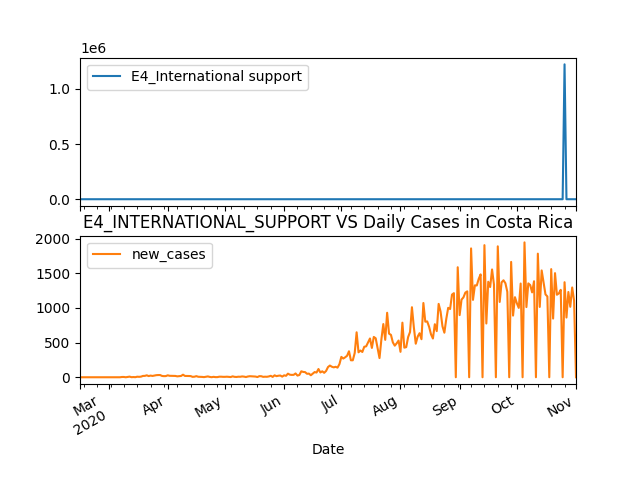 1e6
E4_International support
1.0
0.5
0.0
E4_INTERNATIONAL_SUPPORT VS Daily Cases in Costa Rica
2000
new_cases
1500
1000
500
0
Mar
2020
Apr
May
Jun
Jul
Aug
Sep
Oct
Nov
Date